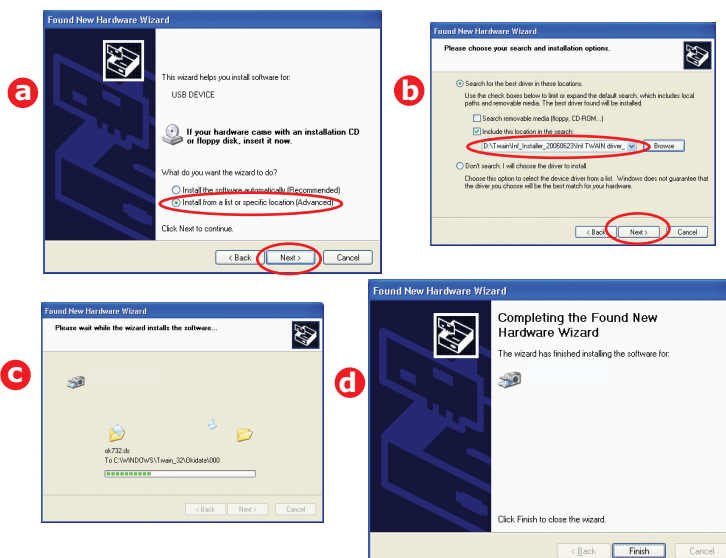 a
Found New Hardware Wizard
This wizard helps you install software for:
USB DEVICE
If your hardware came with an installation CD
or floppy disk, insert it now.
What do you want the wizard to do?
Install the software automatically (Recommended)
Install from a list or specific location (Advanced)
Click Next to continue.
< Back
Next >
Cancel
b
Found New Hardware Wizard
Please choose your search and installation options.
Search for the best driver in these locations.
Use the check boxes below to limit or expand the default search, which includes local
paths and removable media. The best driver found will be installed.
Search removable media (floppy, CD-ROM...)
Include this location in the search:
D:\Twain\Inf_Installer_20060623\Inf TWAIN driver_
Browse
Don't search. I will choose the driver to install.
Choose this option to select the device driver from a list. Windows does not guarantee that
the driver you choose will be the best match for your hardware.
< Back
Next >
Cancel
c
Found New Hardware Wizard
Please wait while the wizard installs the software...
ok732.ds
To C:\WINDOWS\Twain_32\Okidata\000
< Back
Next >
Cancel
d
Found New Hardware Wizard
Completing the Found New
Hardware Wizard
The wizard has finished installing the software for:
Click Finish to close the wizard.
< Back
Finish
Cancel